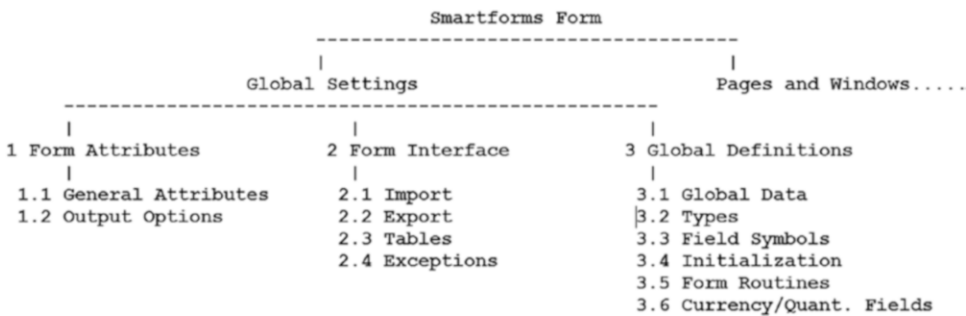 Smartforms Form
-------------------------------------
| |
Global Settings Pages and Windows.....
----------------------------------------------------
| | |
1 Form Attributes 2 Form Interface 3 Global Definitions
| | |
1.1 General Attributes 2.1 Import 3.1 Global Data
1.2 Output Options 2.2 Export 3.2 Types
2.3 Tables 3.3 Field Symbols
2.4 Exceptions 3.4 Initialization
3.5 Form Routines
3.6 Currency/Quant. Fields